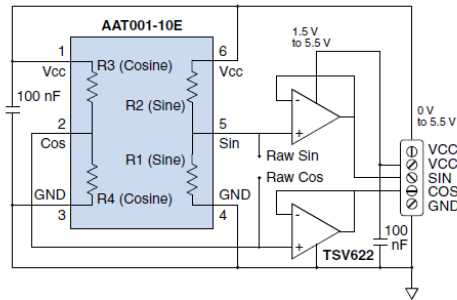 AAT001-10E
1
Vcc
R3 (Cosine)
6
Vcc
R2 (Sine)
100 nF
2
Cos
5
Sin
R1 (Sine)
GND
3
R4 (Cosine)
GND
4
Raw Sin
Raw Cos
1.5 V
to 5.5 V
-
+
-
+
TSV622
100
nF
0 V
to 5.5 V
VCC
VCC
SIN
COS
GND